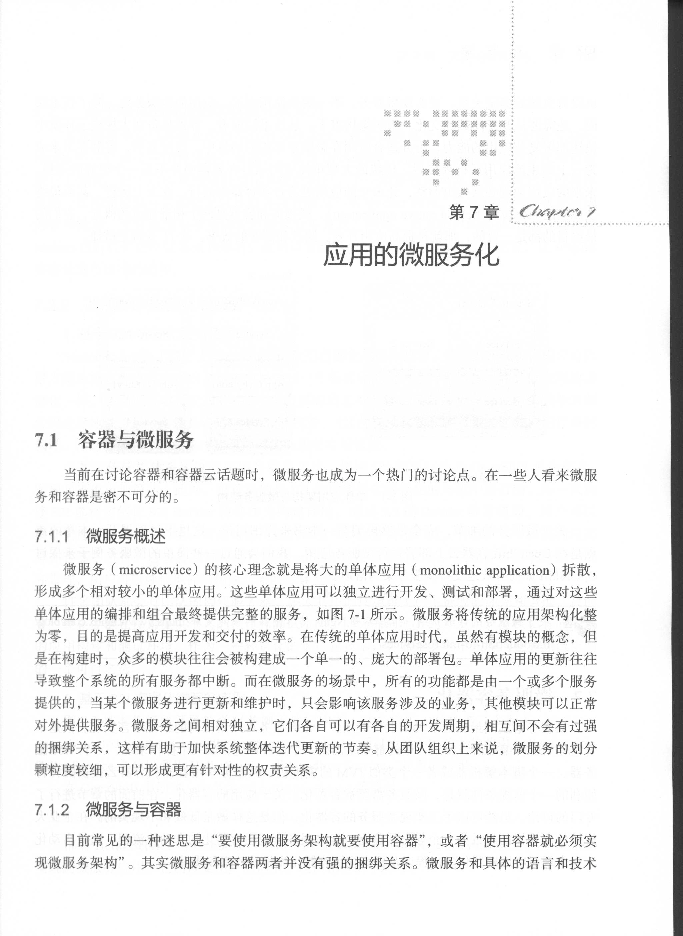 第 7 章
Chapter 7
应用的微服务化
7.1 容器与微服务
当前在讨论容器和容器云话题时，微服务也成为一个热门的讨论点。在一些人看来微服
务和容器是密不可分的。
7.1.1 微服务概述
微服务（microservice）的核心理念就是将大的单体应用（monolithic application）拆散，
形成多个相对较小的单体应用。这些单体应用可以独立进行开发、测试和部署，通过对这些
单体应用的编排和组合最终提供完整的服务，如图 7-1 所示。微服务将传统的应用架构化整
为零，目的是提高应用开发和交付的效率。在传统的单体应用时代，虽然有模块的概念，但
是在构建时，众多的模块往往会被构建成一个单一的、庞大的部署包。单体应用的更新往往
导致整个系统的所有服务都中断。而在微服务的场景中，所有的功能都是由一个或多个服务
提供的，当某个微服务进行更新和维护时，只会影响该服务涉及的业务，其他模块可以正常
对外提供服务。微服务之间相对独立，它们各自可以有各自的开发周期，相互间不会有过强
的捆绑关系，这样有助于加快系统整体迭代更新的节奏。从团队组织上来说，微服务的划分
颗粒度较细，可以形成更有针对性的权责关系。
7.1.2 微服务与容器
目前常见的一种迷思是“要使用微服务架构就要使用容器”，或者“使用容器就必须实
现微服务架构”。其实微服务和容器两者并没有强的捆绑关系。微服务和具体的语言和技术